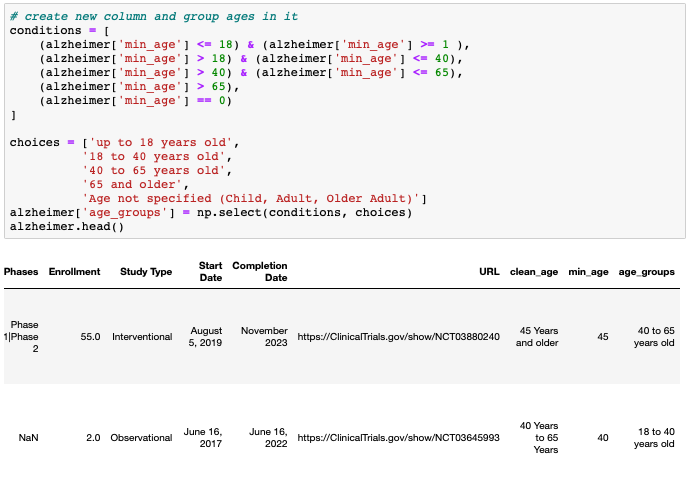 # create new column and group ages in it
conditions = [
    (alzheimer['min_age'] <= 18) & (alzheimer['min_age'] >= 1 ),
    (alzheimer['min_age'] > 18) & (alzheimer['min_age'] <= 40),
    (alzheimer['min_age'] > 40) & (alzheimer['min_age'] <= 65),
    (alzheimer['min_age'] > 65),
    (alzheimer['min_age'] == 0)
]
choices = ['up to 18 years old',
           '18 to 40 years old',
           '40 to 65 years old',
           '65 and older',
           'Age not specified (Child, Adult, Older Adult)']
alzheimer['age_groups'] = np.select(conditions, choices)
alzheimer.head()
Phases Enrollment Study Type Start Date Completion Date URL clean_age min_age age_groups
Phase 1|Phase 2 55.0 Interventional August 5, 2019 November 2023 https://ClinicalTrials.gov/show/NCT03880240 45 Years and older 45 40 to 65 years old
NaN 2.0 Observational June 16, 2017 June 16, 2022 https://ClinicalTrials.gov/show/NCT03645993 40 Years to 65 Years 40 18 to 40 years old